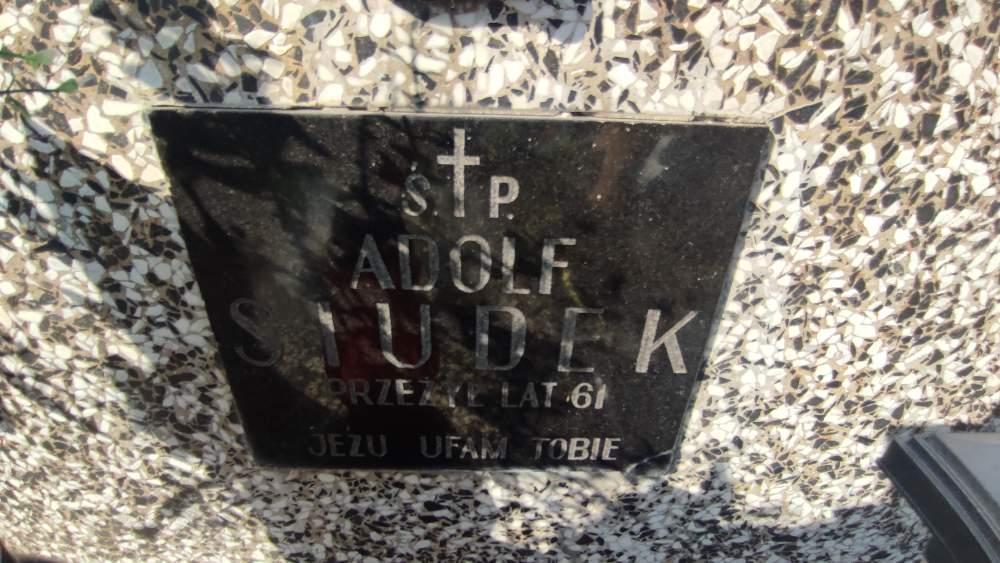 Ś. P.
ADOLF
SIUDEK
PRZEŻYŁ LAT 61
JEZU UFAM TOBIE